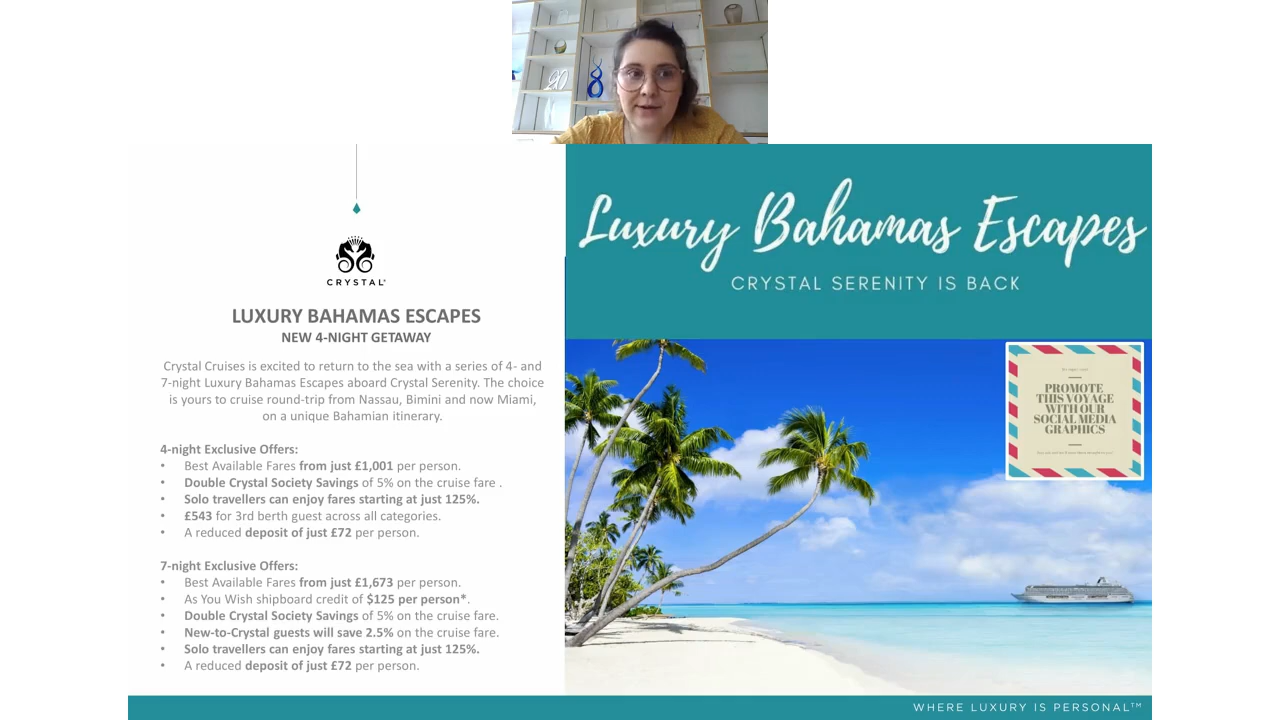 CRYSTAL
LUXURY BAHAMAS ESCAPES
NEW 4-NIGHT GETAWAY
Crystal Cruises is excited to return to the sea with a series of 4- and
7-night Luxury Bahamas Escapes aboard Crystal Serenity. The choice
is yours to cruise round-trip from Nassau, Bimini and now Miami,
on a unique Bahamian itinerary.
4-night Exclusive Offers:
• Best Available Fares from just £1,001 per person.
• Double Crystal Society Savings of 5% on the cruise fare .
• Solo travellers can enjoy fares starting at just 125%.
• £543 for 3rd berth guest across all categories.
• A reduced deposit of just £72 per person.
7-night Exclusive Offers:
• Best Available Fares from just £1,673 per person.
• As You Wish shipboard credit of $125 per person*.
• Double Crystal Society Savings of 5% on the cruise fare.
• New-to-Crystal guests will save 2.5% on the cruise fare.
• Solo travellers can enjoy fares starting at just 125%.
• A reduced deposit of just £72 per person.
Luxury Bahamas Escapes
CRYSTAL SERENITY IS BACK
PROMOTE
THIS VOYAGE
WITH OUR
SOCIAL MEDIA
GRAPHICS
WHERE LUXURY IS PERSONAL™